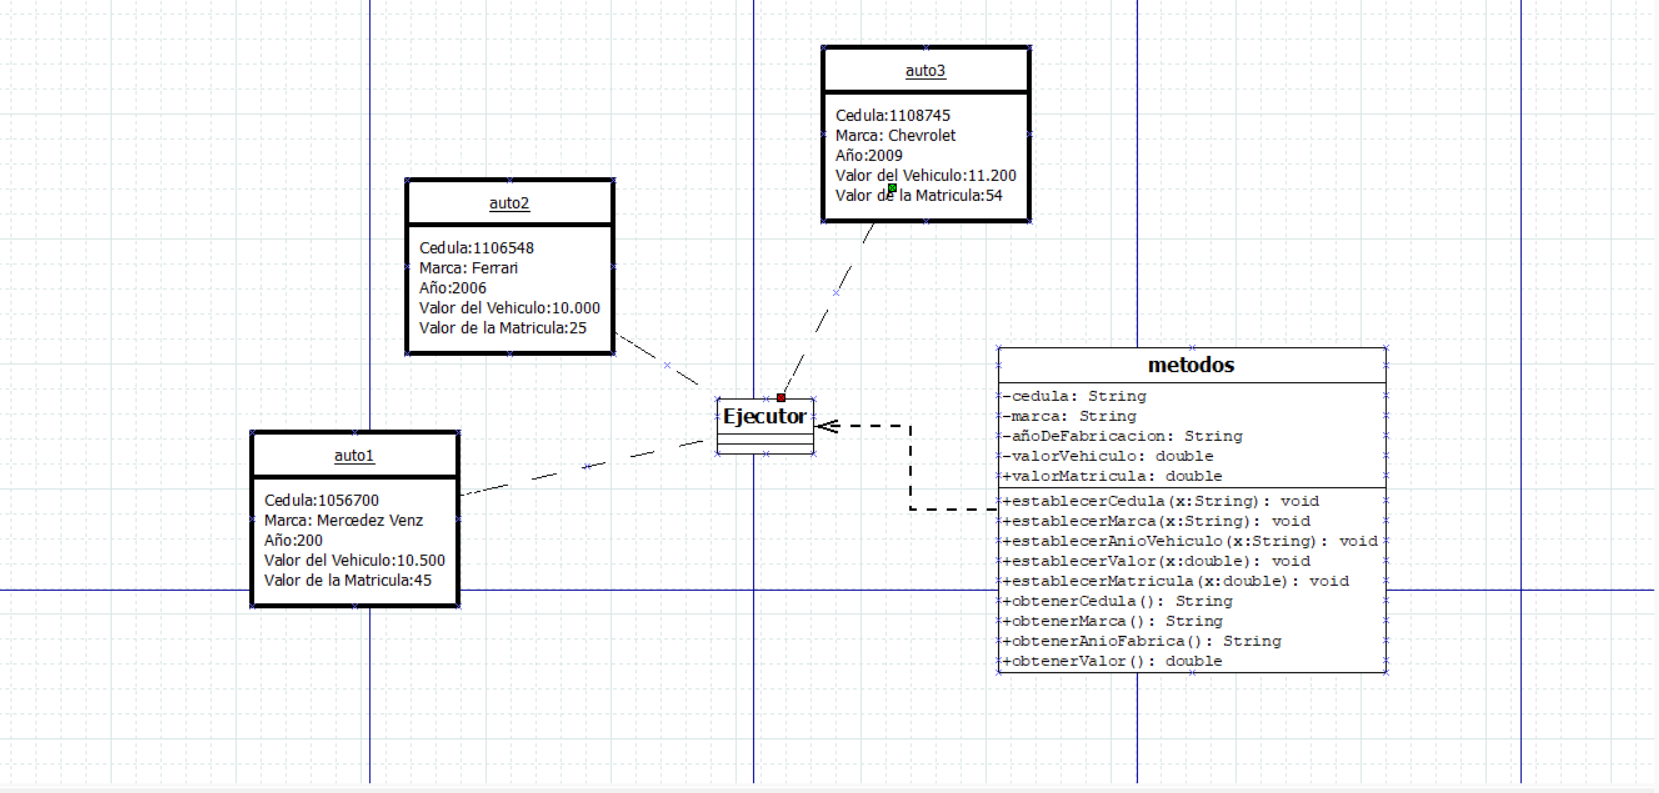 auto3
Cedula:1108745
Marca: Chevrolet
Año:2009
Valor del Vehiculo:11.200
Valor de la Matricula:54
auto2
Cedula:1106548
Marca: Ferrari
Año:2006
Valor del Vehiculo:10.000
Valor de la Matricula:25
auto1
Cedula:1056700
Marca: Mercedez Venz
Año:200
Valor del Vehiculo:10.500
Valor de la Matricula:45
Ejecutor
metodos
-cedula: String
-marca: String
-añoDeFabricacion: String
-valorVehiculo: double
+valorMatricula: double
+establecerCedula(x:String): void
+establecerMarca(x:String): void
+establecerAnioVehiculo(x:String): void
+establecerValor(x:double): void
+establecerMatricula(x:double): void
+obtenerCedula(): String
+obtenerMarca(): String
+obtenerAnioFabrica(): String
+obtenerValor(): double